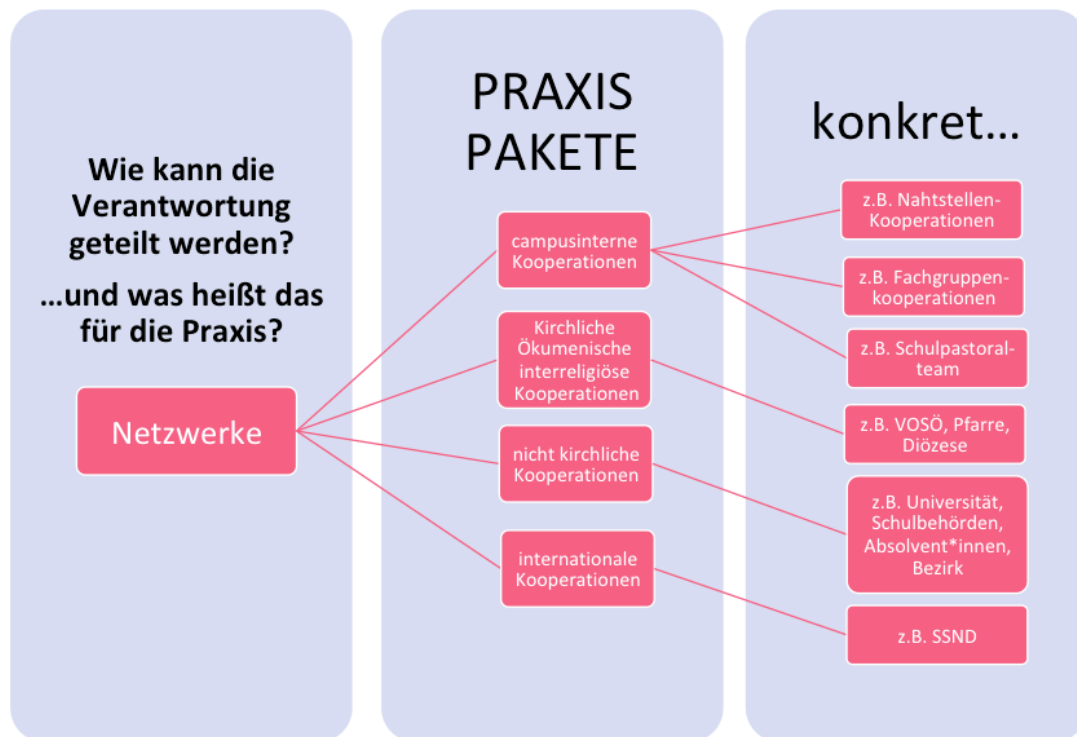 Wie kann die
Verantwortung
geteilt werden?
...und was heißt das
für die Praxis?
Netzwerke
PRAXIS
PAKETE
campusinterne
Kooperationen
Kirchliche
Ökumenische
interreligiöse
Kooperationen
nicht kirchliche
Kooperationen
internationale
Kooperationen
konkret...
z.B. Nahtstellen-
Kooperationen
z.B. Fachgruppen-
kooperationen
z.B. Schulpastoral-
team
z.B. VOSÖ, Pfarre,
Diözese
z.B. Universität,
Schulbehörden,
Absolvent*innen,
Bezirk
z.B. SSND